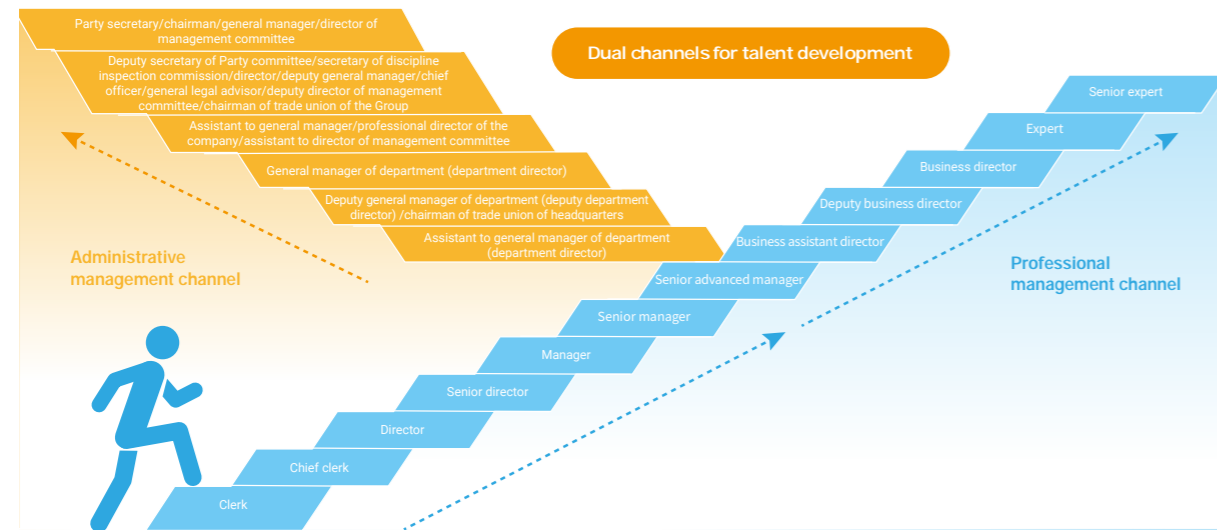 Party secretary/chairman/general manager/director of
management committee
Deputy secretary of Party committee/secretary of discipline
inspection commission/director/deputy general manager/chief
officer/general legal advisor/deputy director of management
committee/chairman of trade union of the Group
Assistant to general manager/professional director of the
company/assistant to director of management committee
General manager of department (department director)
Deputy general manager of department (deputy department
director) /chairman of trade union of headquarters
Assistant to general manager of department
(department director)
Administrative
management channel
Dual channels for talent development
Senior expert
Expert
Business director
Deputy business director
Business assistant director
Senior advanced manager
Senior manager
Manager
Senior director
Director
Chief clerk
Clerk
Professional
management channel